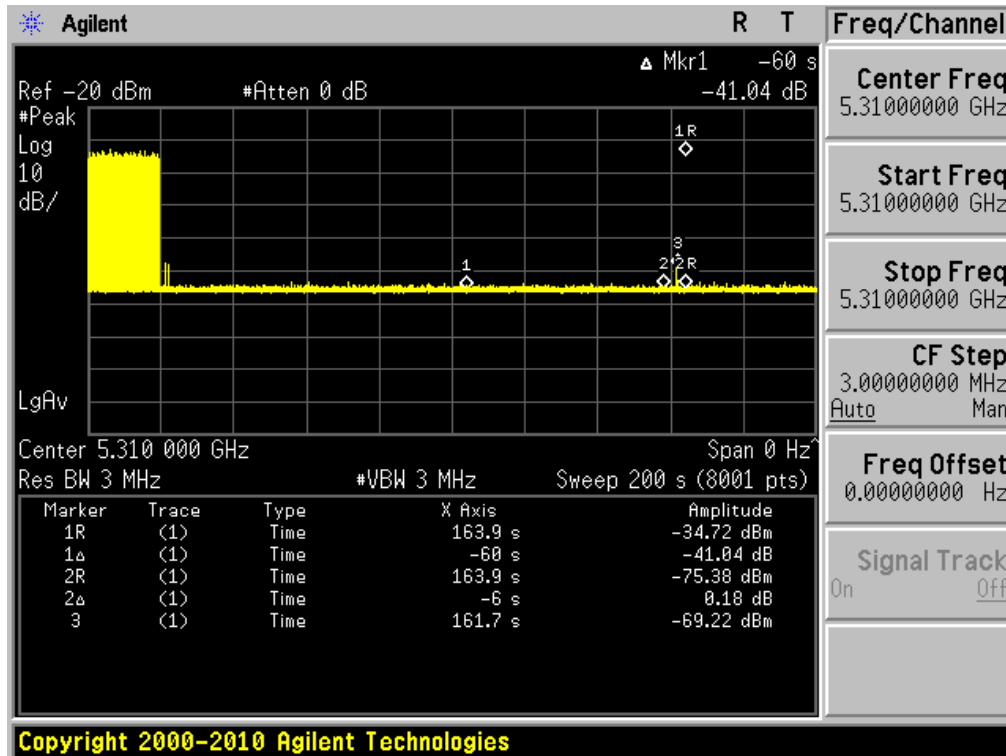 Agilent R T
Δ Mkr1 -60 s
Ref -20 dBm #Atten 0 dB -41.04 dB
#Peak
Log
10
dB/
1R
3
1
2 2R
LgAv
Center 5.310 000 GHz Span 0 Hz^
Res BW 3 MHz #VBW 3 MHz Sweep 200 s (8001 pts)
Marker Trace Type X Axis Amplitude
1R (1) Time 163.9 s -34.72 dBm
1Δ (1) Time -60 s -41.04 dB
2R (1) Time 163.9 s -75.38 dBm
2Δ (1) Time -6 s 0.18 dB
3 (1) Time 161.7 s -69.22 dBm
Copyright 2000-2010 Agilent Technologies
Freq/Channel
Center Freq
5.31000000 GHz
Start Freq
5.31000000 GHz
Stop Freq
5.31000000 GHz
CF Step
3.00000000 MHz
Auto Man
Freq Offset
0.00000000 Hz
Signal Track
On Off